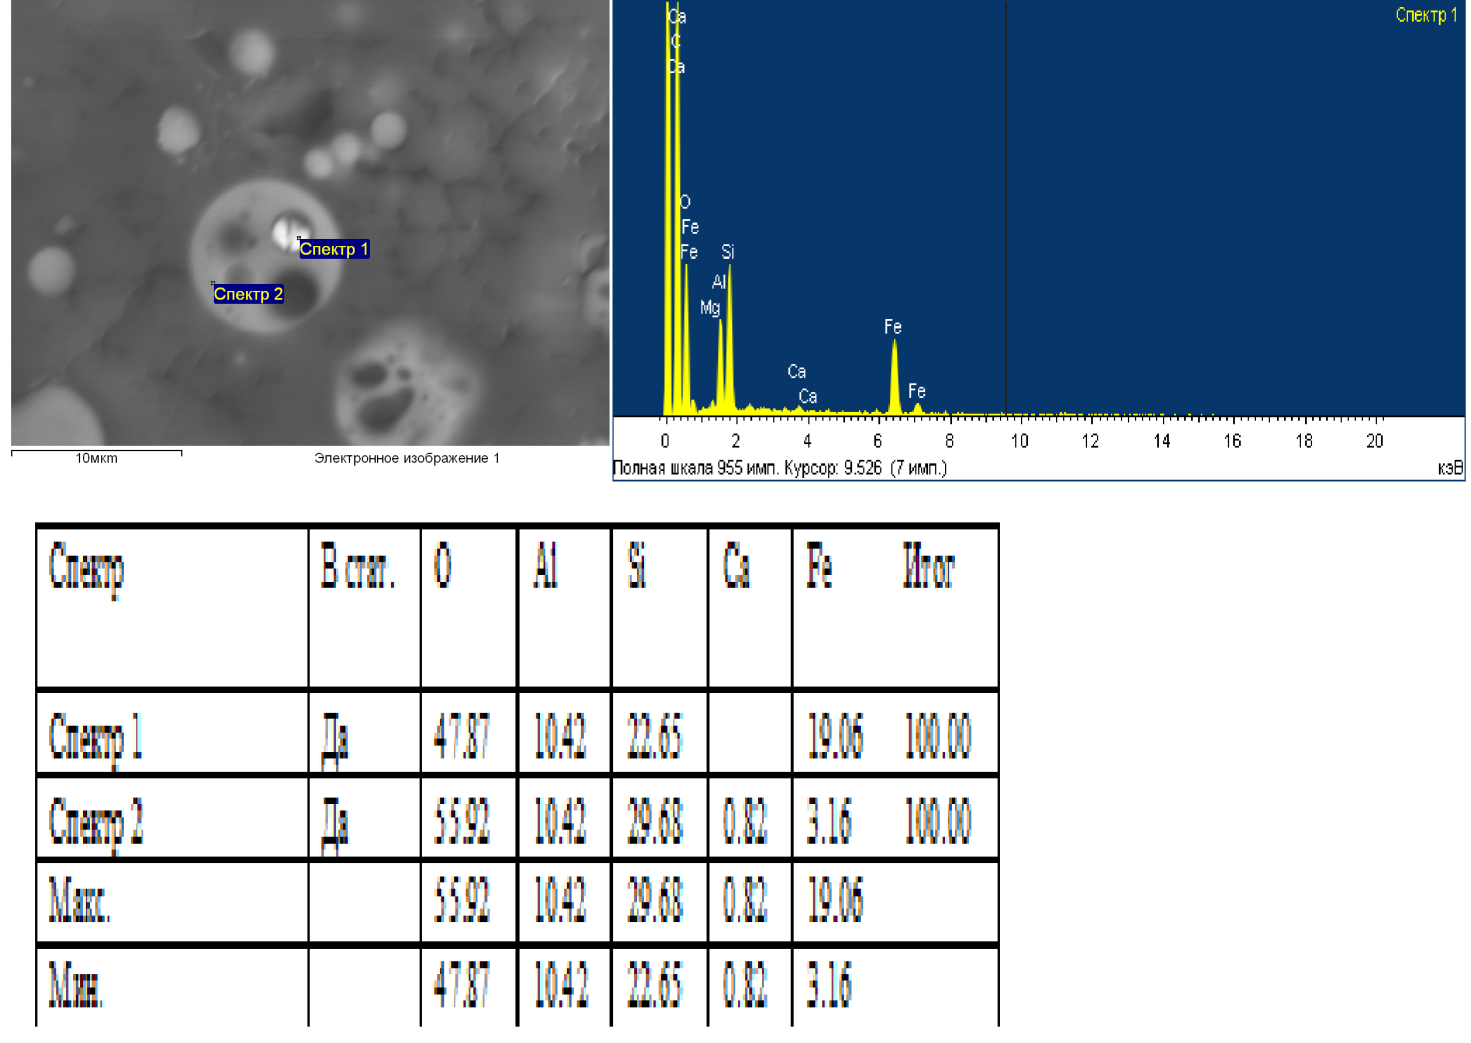 Спектр 1
Спектр 2
10мкm
Электронное изображение 1
Спектр 1
Ca
C
Ca
O
Fe
Fe
Si
Al
Mg
Ca
Ca
Fe
Fe
0 2 4 6 8 10 12 14 16 18 20
Полная шкала 955 имп. Курсор: 9.526 (7 имп.) кэВ
Спектр В стат. O Al Si Ca Fe Итог
Спектр 1 Да 47.87 10.42 22.65 19.06 100.00
Спектр 2 Да 55.92 10.42 29.68 0.82 3.16 100.00
Макс. 55.92 10.42 29.68 0.82 19.06
Мин. 47.87 10.42 22.65 0.82 3.16